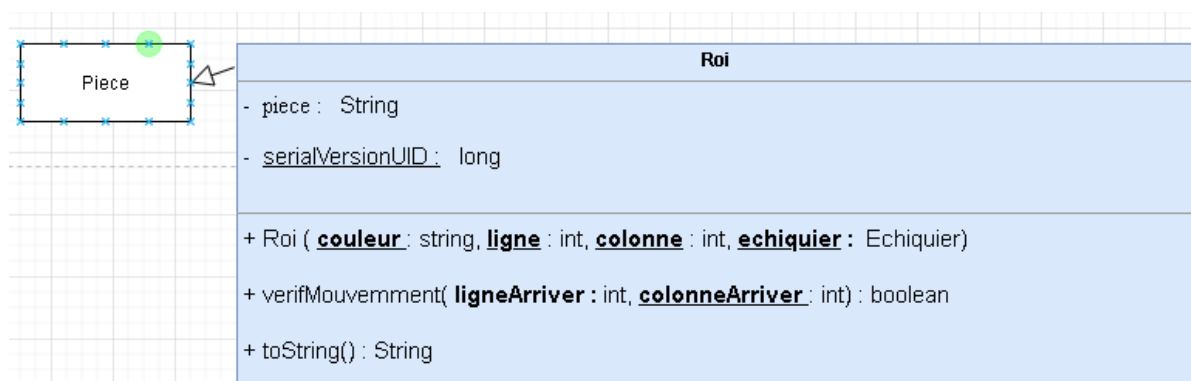 Piece
Roi
- piece : String
- serialVersionUID : long
+ Roi ( couleur : string, ligne : int, colonne : int, echiquier : Echiquier)
+ verifMouvemment( ligneArriver : int, colonneArriver : int) : boolean
+ toString() : String